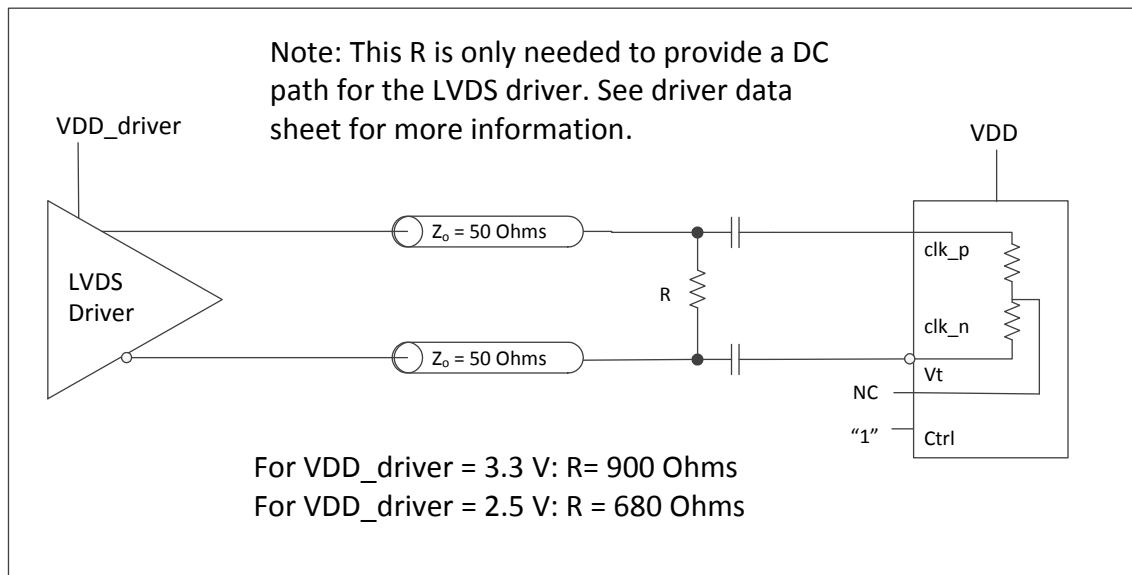 Note: This R is only needed to provide a DC
path for the LVDS driver. See driver data
sheet for more information.
VDD_driver
VDD
Zo = 50 Ohms
clk_p
LVDS
Driver
R
clk_n
Zo = 50 Ohms
Vt
NC
“1”
Ctrl
For VDD_driver = 3.3 V: R= 900 Ohms
For VDD_driver = 2.5 V: R = 680 Ohms